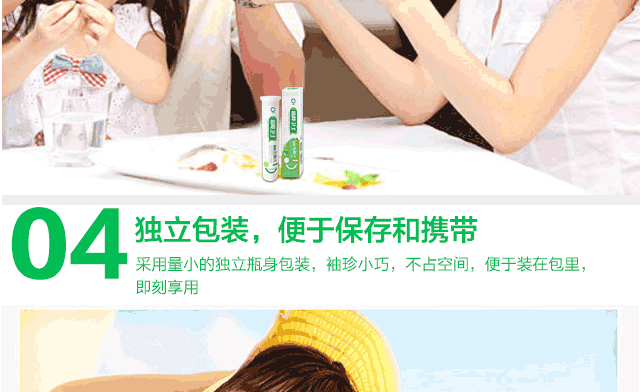 04
独立包装，便于保存和携带
采用量小的独立瓶身包装，袖珍小巧，不占空间，便于装在包里，
即刻享用